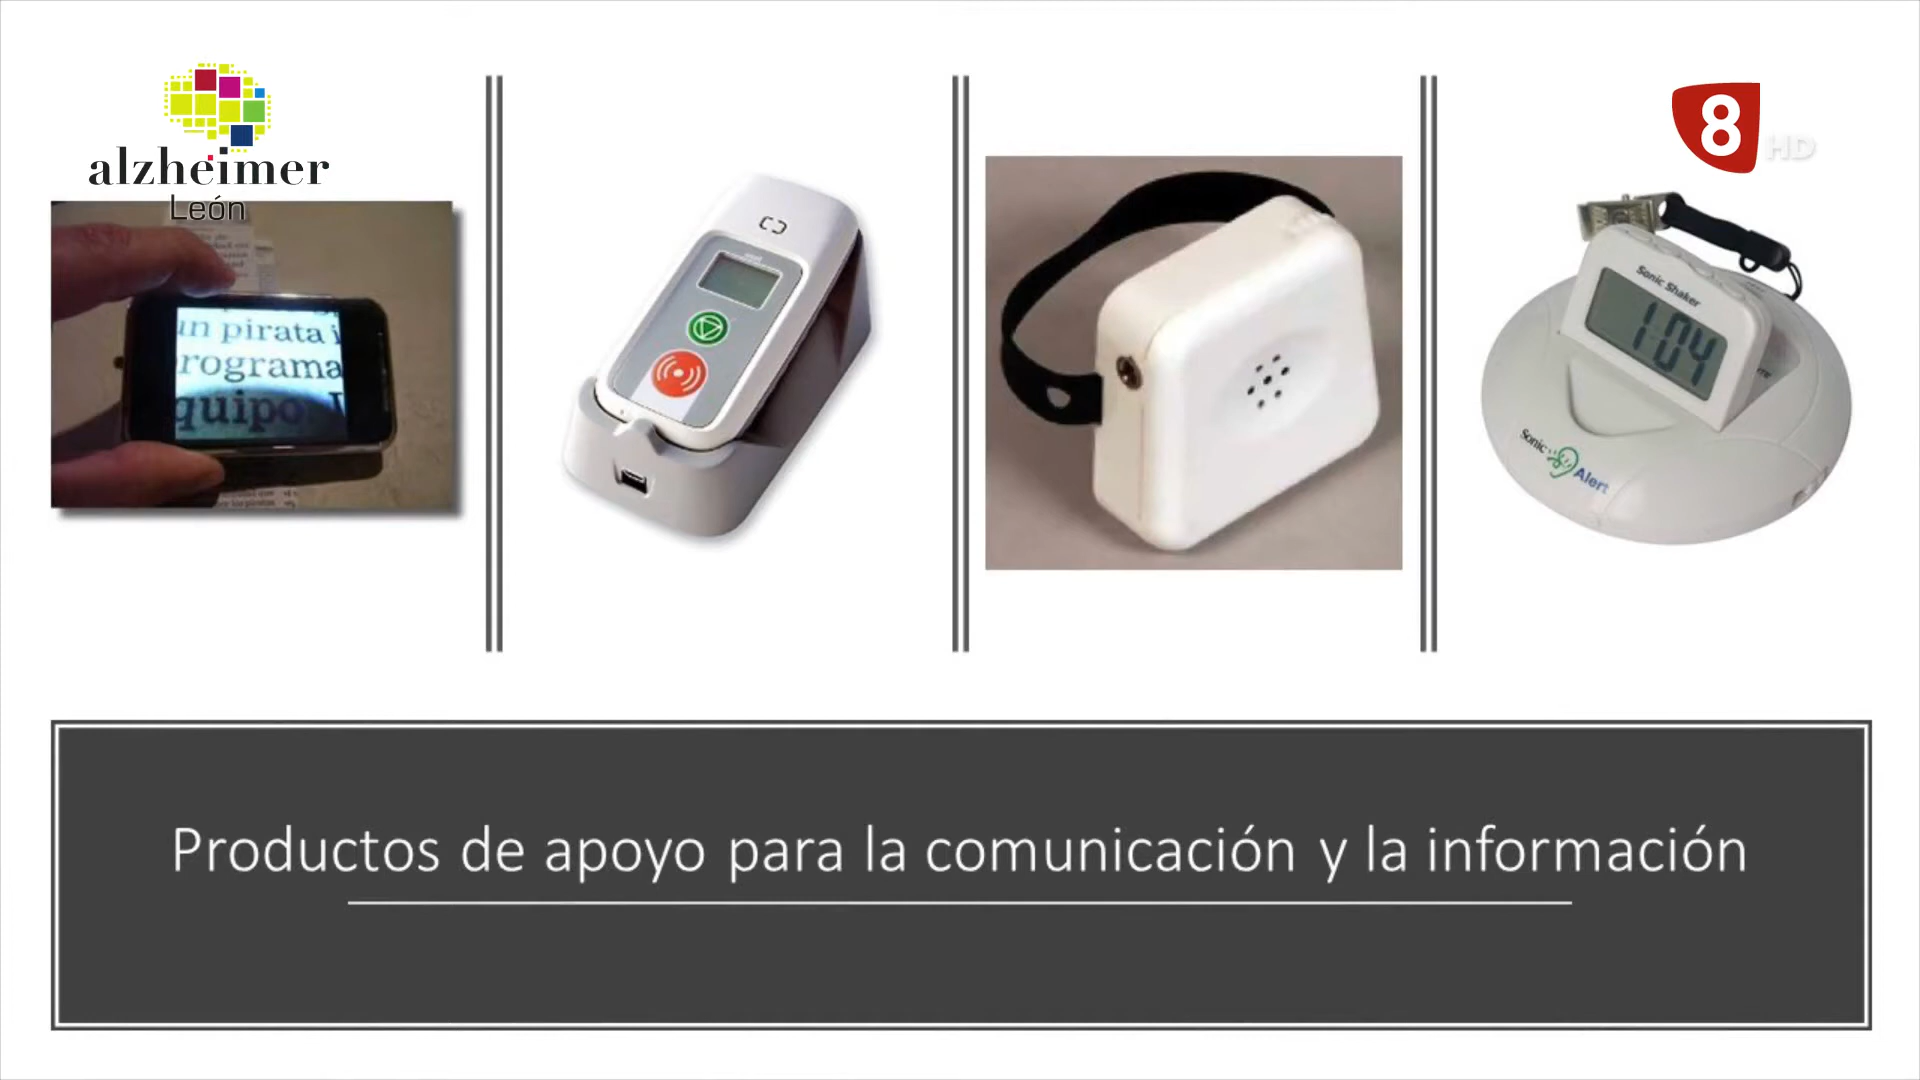 alzheimer
León
8 HD
un pirata i
rograma
quipo
Sonic Shaker
1:04
Sonic Alert
Productos de apoyo para la comunicación y la información